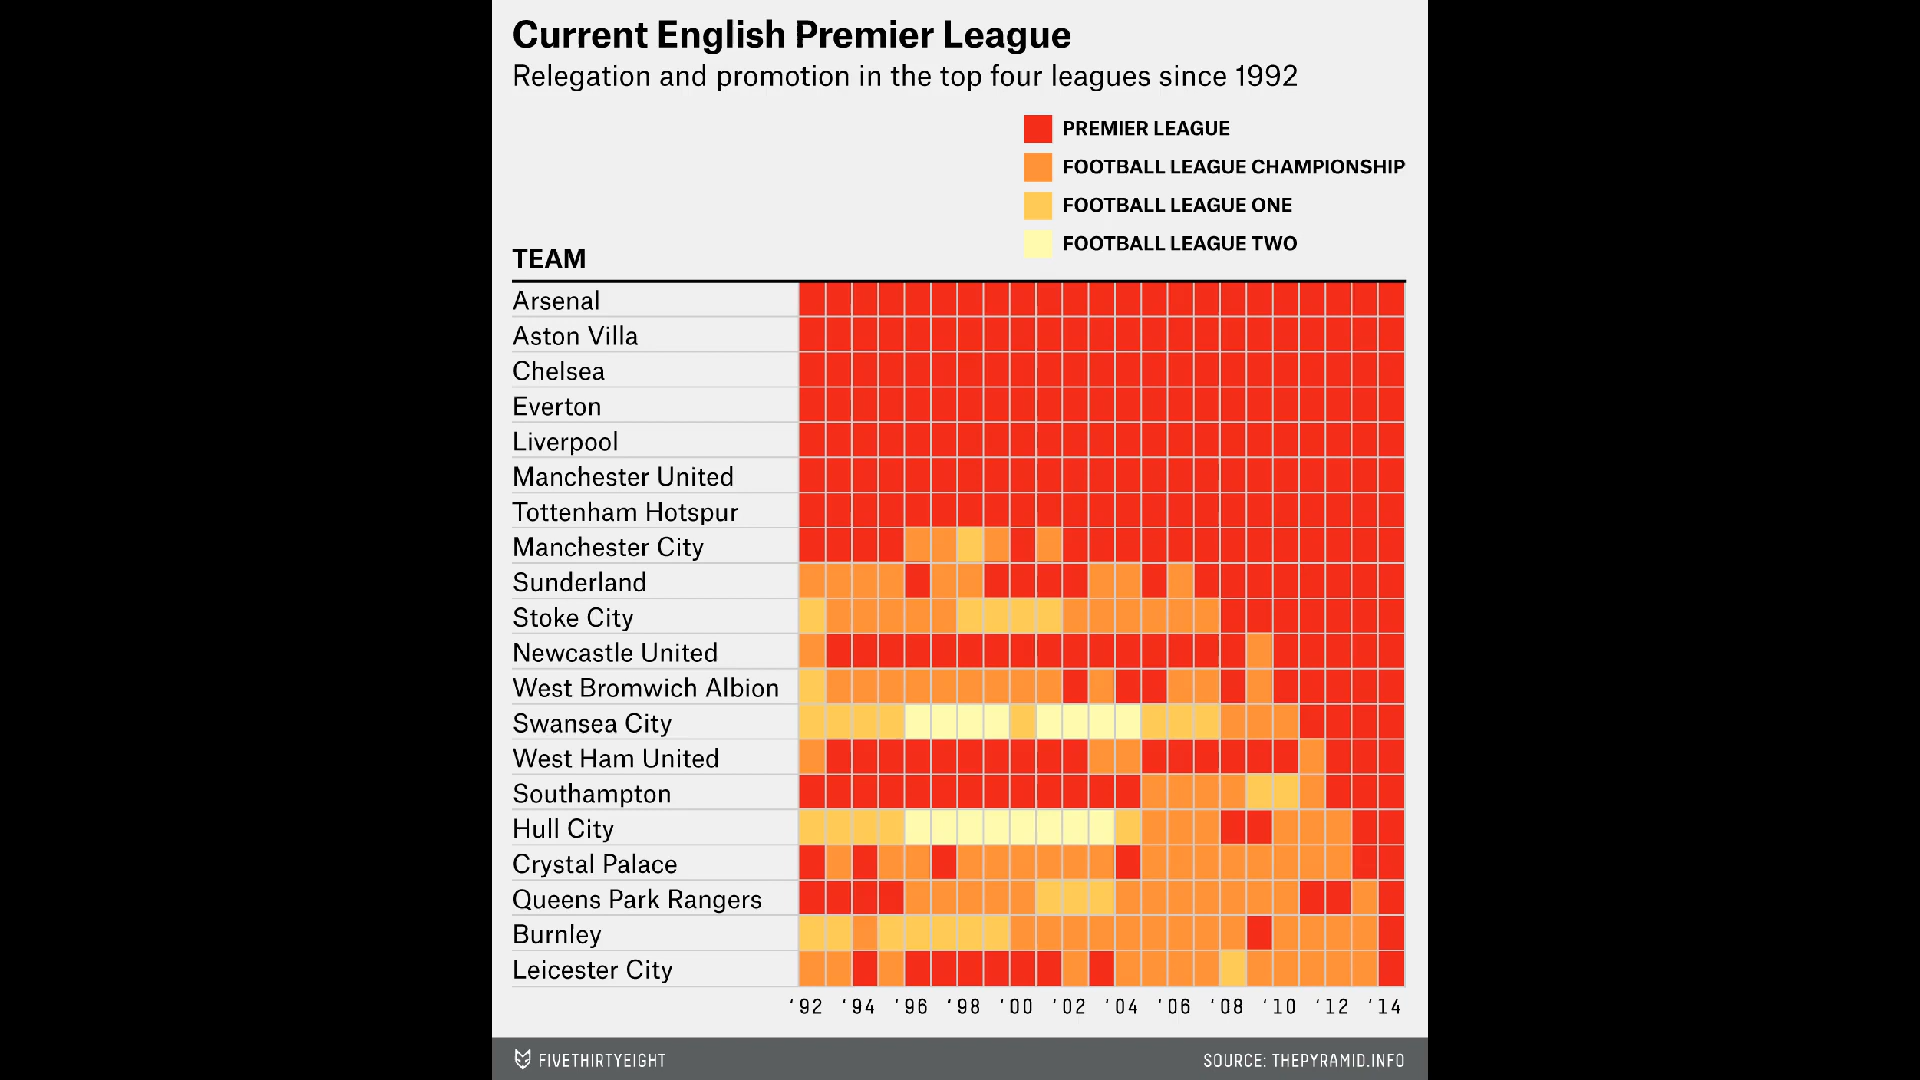 Current English Premier League
Relegation and promotion in the top four leagues since 1992
PREMIER LEAGUE
FOOTBALL LEAGUE CHAMPIONSHIP
FOOTBALL LEAGUE ONE
FOOTBALL LEAGUE TWO
TEAM
Arsenal
Aston Villa
Chelsea
Everton
Liverpool
Manchester United
Tottenham Hotspur
Manchester City
Sunderland
Stoke City
Newcastle United
West Bromwich Albion
Swansea City
West Ham United
Southampton
Hull City
Crystal Palace
Queens Park Rangers
Burnley
Leicester City
'92 '94 '96 '98 '00 '02 '04 '06 '08 '10 '12 '14
FIVETHIRTYEIGHT SOURCE: THEPYRAMID.INFO